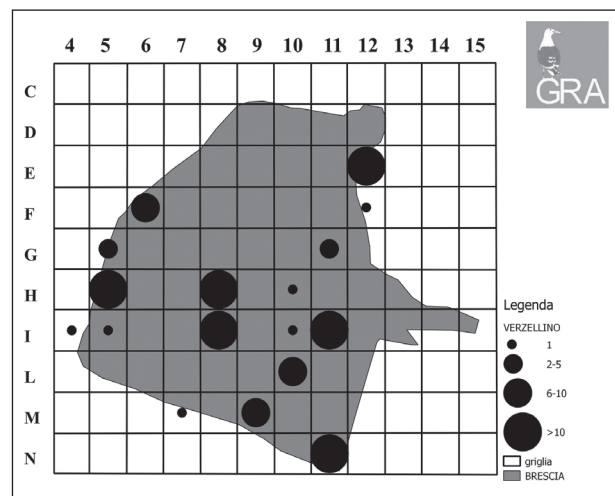 4 5 6 7 8 9 10 11 12 13 14 15
C
D
E
F
G
H
I
L
M
N
GRA
Legenda
VERZELLINO
1
2-5
6-10
>10
griglia
BRESCIA